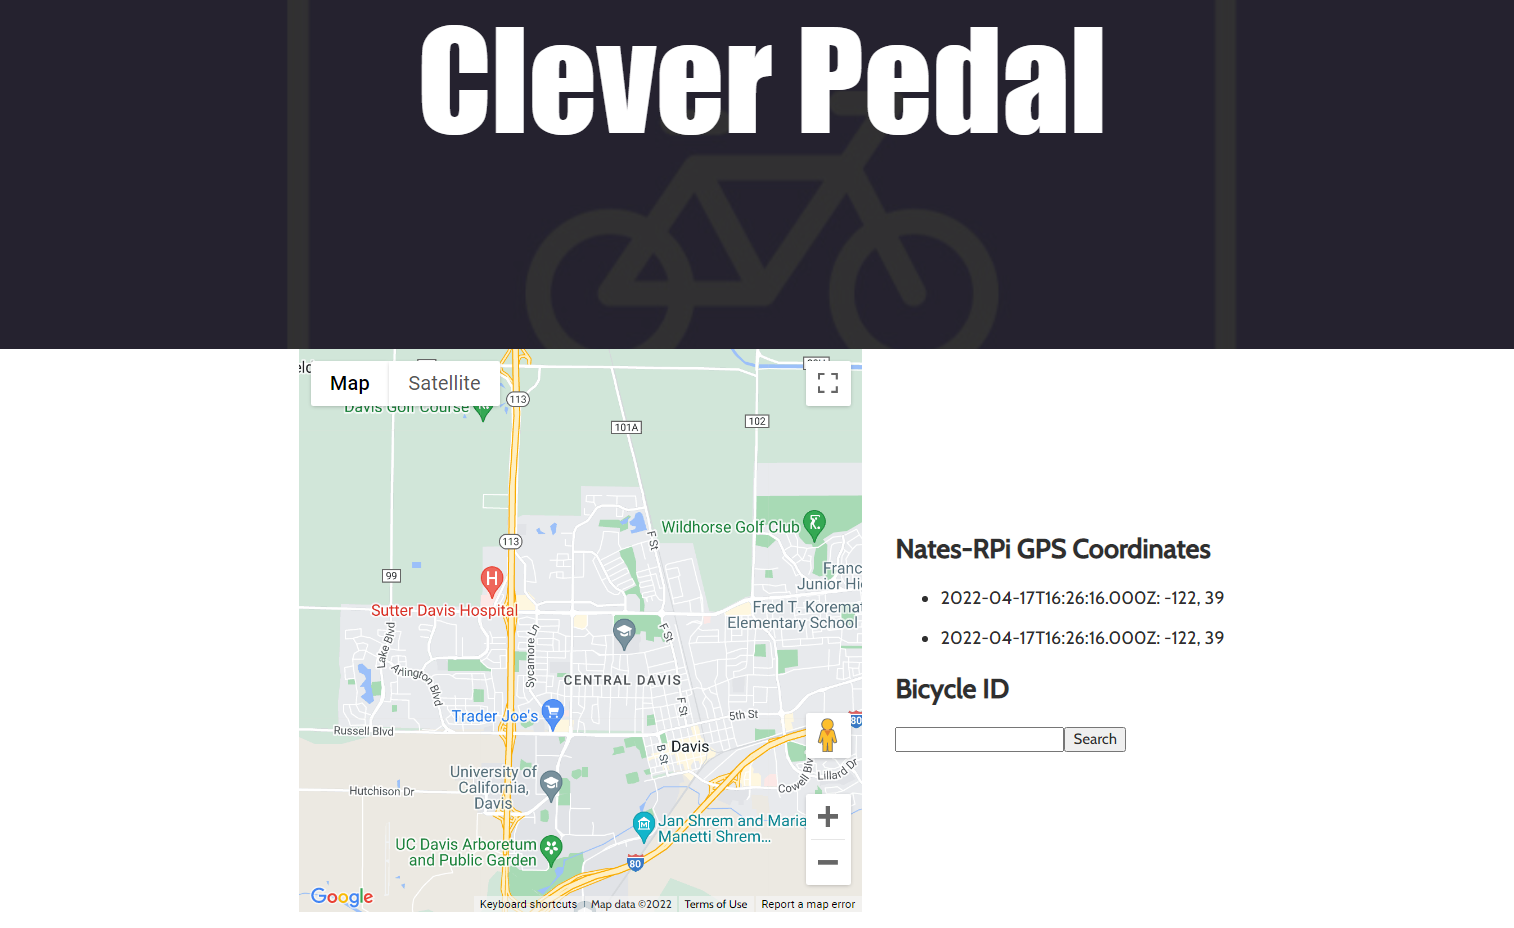 Clever Pedal
Map
Satellite
Davis Golf Course
113
101A
102
Wildhorse Golf Club
F St
113
99
Franc
Junior Hi
Sutter Davis Hospital
Fred T. Koremat
Elementary School
F St
Lake Blvd
Sycamore Ln
Arlington Blvd
CENTRAL DAVIS
F St
Trader Joe's
5th St
80
Russell Blvd
B St
Davis
University of
California,
Davis
Cowell Blv
Lillard Dr
Hutchison Dr
Jan Shrem and Maria
Manetti Shrem...
UC Davis Arboretum
and Public Garden
80
Google
Keyboard shortcuts
Map data ©2022
Terms of Use
Report a map error
Nates-RPi GPS Coordinates
2022-04-17T16:26:16.000Z: -122, 39
2022-04-17T16:26:16.000Z: -122, 39
Bicycle ID
Search